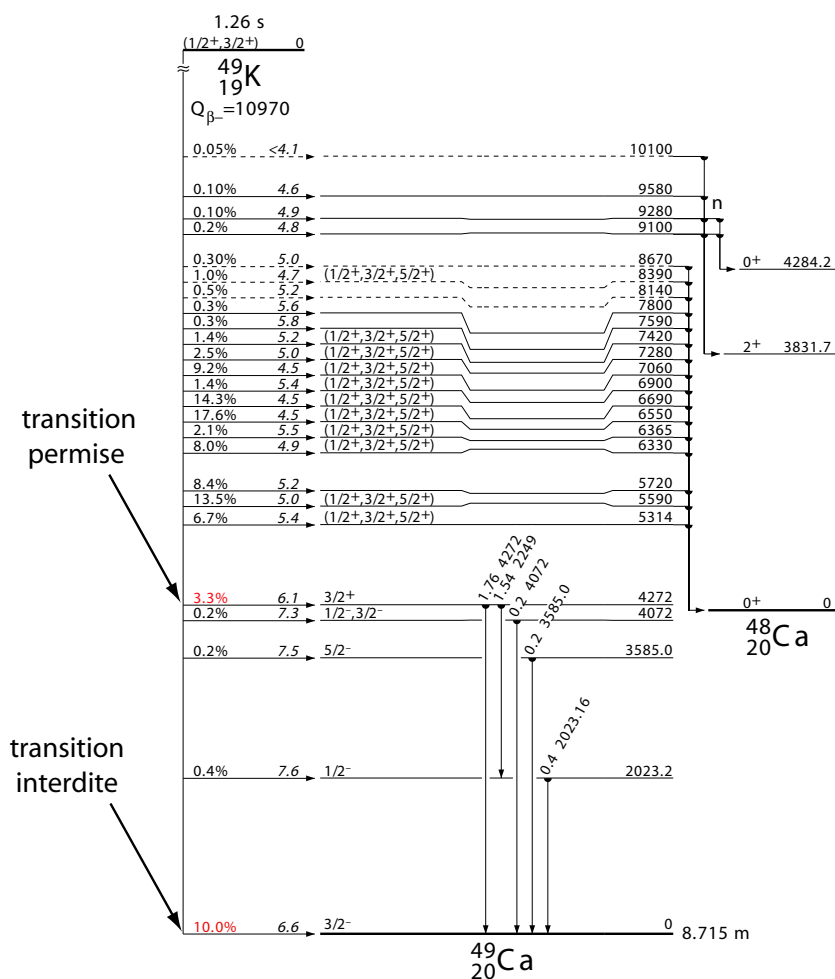 1.26 s
(1/2+,3/2+) 0
49
19K
Qβ–=10970
0.05% <4.1 10100
0.10% 4.6 9580
0.10% 4.9 9280
n
0.2% 4.8 9100
0.30% 5.0 8670
0+ 4284.2
1.0% 4.7 (1/2+,3/2+,5/2+) 8390
0.5% 5.2 8140
0.3% 5.6 7800
0.3% 5.8 7590
1.4% 5.2 (1/2+,3/2+,5/2+) 7420
2+ 3831.7
2.5% 5.0 (1/2+,3/2+,5/2+) 7280
9.2% 4.5 (1/2+,3/2+,5/2+) 7060
1.4% 5.4 (1/2+,3/2+,5/2+) 6900
14.3% 4.5 (1/2+,3/2+,5/2+) 6690
17.6% 4.5 (1/2+,3/2+,5/2+) 6550
2.1% 5.5 (1/2+,3/2+,5/2+) 6365
8.0% 4.9 (1/2+,3/2+,5/2+) 6330
transition
permise
8.4% 5.2 5720
13.5% 5.0 (1/2+,3/2+,5/2+) 5590
6.7% 5.4 (1/2+,3/2+,5/2+) 5314
1.76 4272
1.54 2249
0.2 4072
0.2 3585.0
3.3% 6.1 3/2+ 4272
0+ 0
0.2% 7.3 1/2–,3/2– 4072
48
20Ca
0.2% 7.5 5/2– 3585.0
transition
interdite
0.4 2023.16
0.4% 7.6 1/2– 2023.2
10.0% 6.6 3/2– 0
8.715 m
49
20Ca